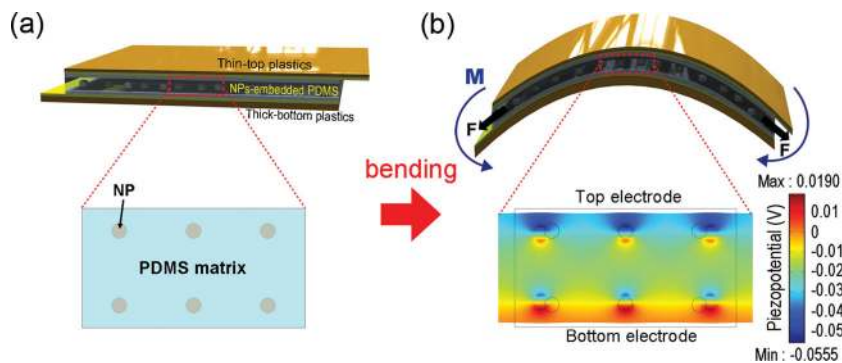 (a)
Thin-top plastics
NPs-embedded PDMS
Thick-bottom plastics
NP
PDMS matrix
bending
(b)
M
F
F
Top electrode
Bottom electrode
Max : 0.0190
0.01
0
-0.01
-0.02
-0.03
-0.04
-0.05
Piezopotential (V)
Min : -0.0555